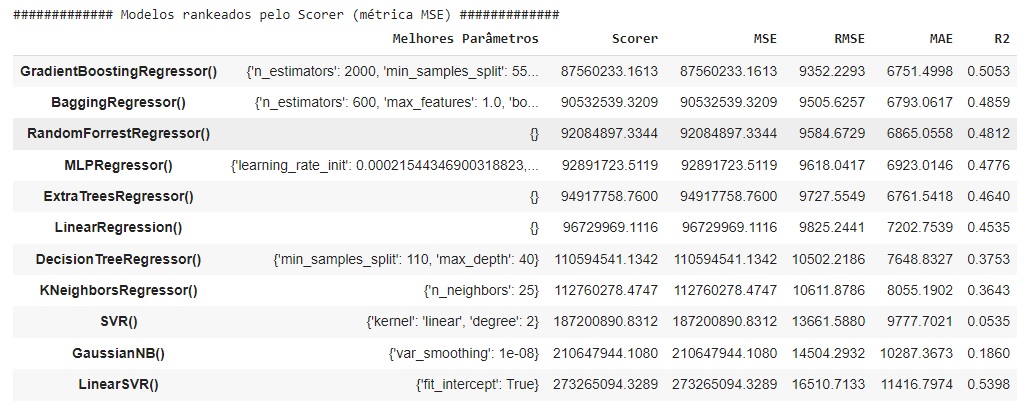 ############# Modelos rankeados pelo Scorer (métrica MSE) #############
Melhores Parâmetros Scorer MSE RMSE MAE R2
GradientBoostingRegressor() {'n_estimators': 2000, 'min_samples_split': 55... 87560233.1613 87560233.1613 9352.2293 6751.4998 0.5053
BaggingRegressor() {'n_estimators': 600, 'max_features': 1.0, 'bo... 90532539.3209 90532539.3209 9505.6257 6793.0617 0.4859
RandomForrestRegressor() {} 92084897.3344 92084897.3344 9584.6729 6865.0558 0.4812
MLPRegressor() {'learning_rate_init': 0.00021544346900318823,... 92891723.5119 92891723.5119 9618.0417 6923.0146 0.4776
ExtraTreesRegressor() {} 94917758.7600 94917758.7600 9727.5549 6761.5418 0.4640
LinearRegression() {} 96729969.1116 96729969.1116 9825.2441 7202.7539 0.4535
DecisionTreeRegressor() {'min_samples_split': 110, 'max_depth': 40} 110594541.1342 110594541.1342 10502.2186 7648.8327 0.3753
KNeighborsRegressor() {'n_neighbors': 25} 112760278.4747 112760278.4747 10611.8786 8055.1902 0.3643
SVR() {'kernel': 'linear', 'degree': 2} 187200890.8312 187200890.8312 13661.5880 9777.7021 0.0535
GaussianNB() {'var_smoothing': 1e-08} 210647944.1080 210647944.1080 14504.2932 10287.3673 0.1860
LinearSVR() {'fit_intercept': True} 273265094.3289 273265094.3289 16510.7133 11416.7974 0.5398